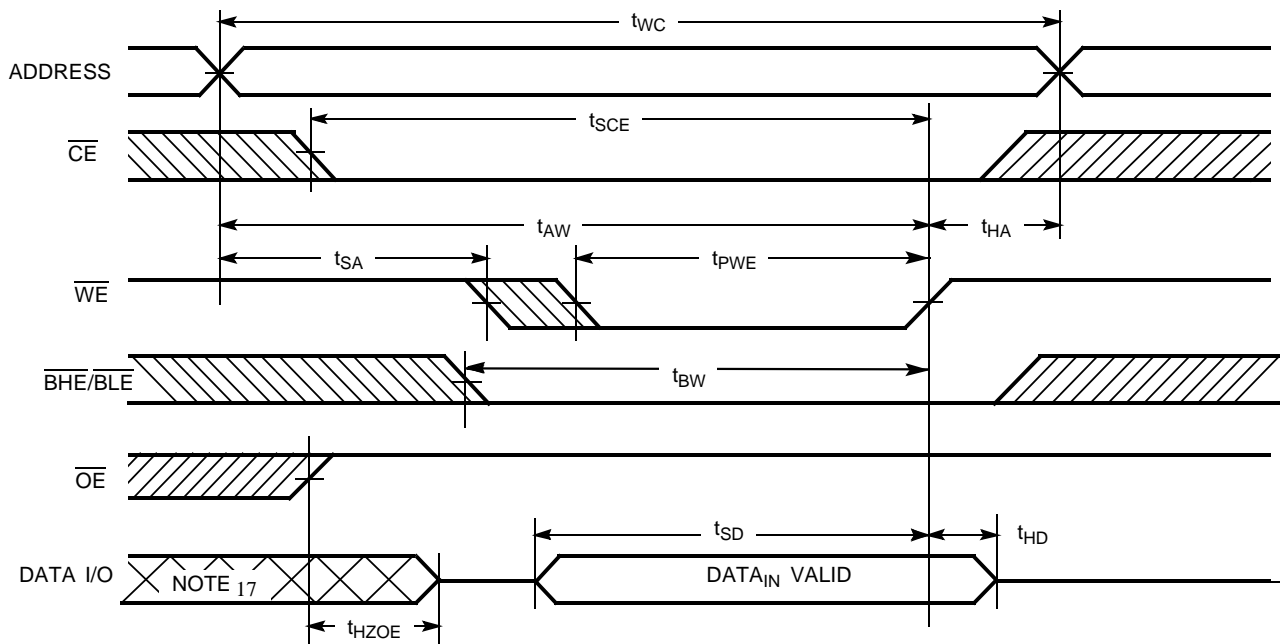 tWC
ADDRESS
tSCE
CE
tAW
tHA
tSA
tPWE
WE
BHE/BLE
tBW
OE
tSD
tHD
DATA I/O
NOTE 17
DATAIN VALID
tHZOE